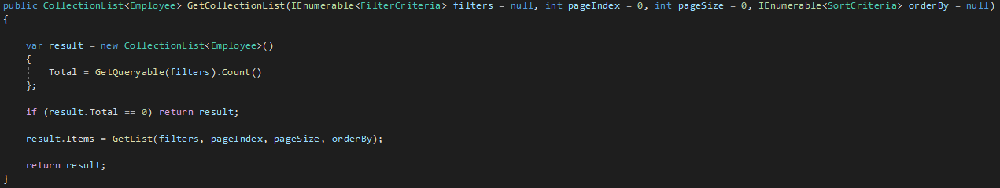 public CollectionList<Employee> GetCollectionList(IEnumerable<FilterCriteria> filters = null, int pageIndex = 0, int pageSize = 0, IEnumerable<SortCriteria> orderBy = null)
{
var result = new CollectionList<Employee>()
{
Total = GetQueryable(filters).Count()
};
if (result.Total == 0) return result;
result.Items = GetList(filters, pageIndex, pageSize, orderBy);
return result;
}